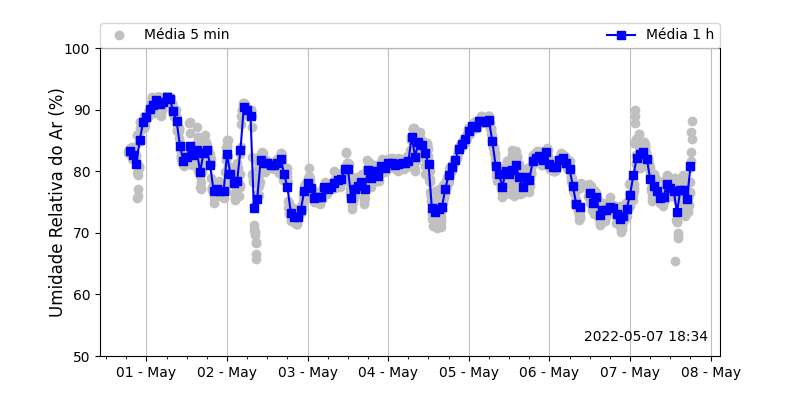 Média 5 min
Média 1 h
Umidade Relativa do Ar (%)
100
90
80
70
60
50
2022-05-07 18:34
01 - May
02 - May
03 - May
04 - May
05 - May
06 - May
07 - May
08 - May